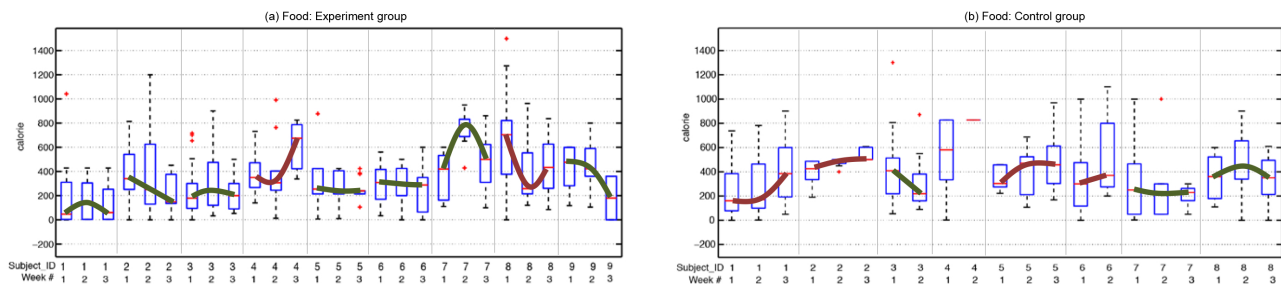 (a) Food: Experiment group
1400
1200
1000
800
600
400
200
0
−200
calorie
Subject_ID 1 1 1 2 2 2 3 3 3 4 4 4 5 5 5 6 6 6 7 7 7 8 8 8 9 9 9
Week # 1 2 3 1 2 3 1 2 3 1 2 3 1 2 3 1 2 3 1 2 3 1 2 3 1 2 3
(b) Food: Control group
1400
1200
1000
800
600
400
200
0
−200
calorie
Subject_ID 1 1 1 2 2 2 3 3 4 4 5 5 5 6 6 7 7 7 8 8 8
Week # 1 2 3 1 2 3 1 3 1 2 1 2 3 1 2 1 2 3 1 2 3